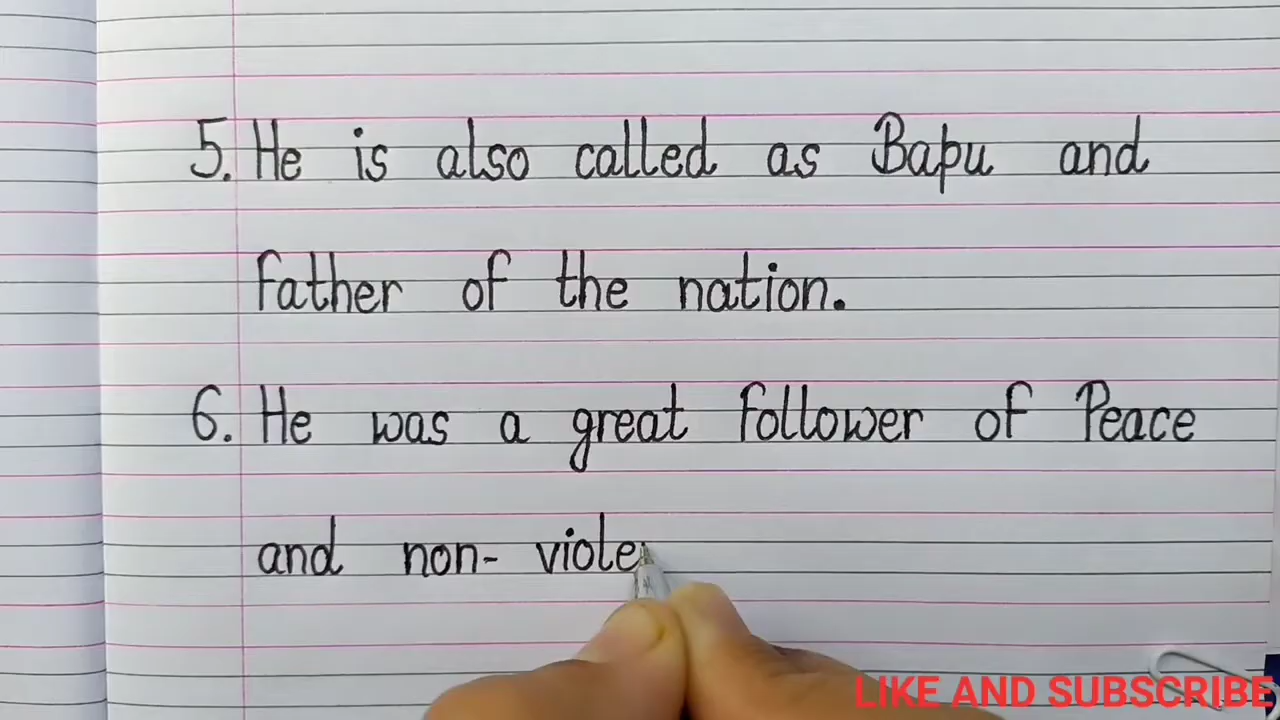 5. He is also called as Bapu and
Father of the nation.
6. He was a great Follower of Peace
and non- viole
LIKE AND SUBSCRIBE